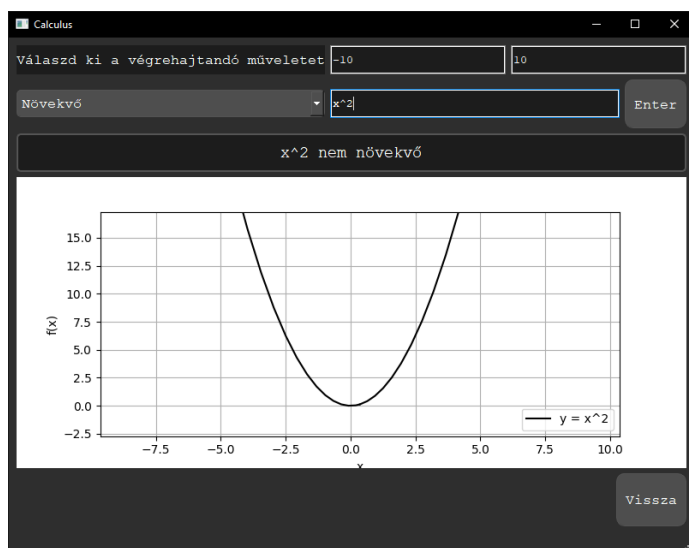 Calculus
Válaszd ki a végrehajtandó műveletet -10 10
Növekvő x^2 Enter
x^2 nem növekvő
15.0
12.5
10.0
f(x) 7.5
5.0
2.5
0.0
y = x^2
−2.5
−7.5 −5.0 −2.5 0.0 2.5 5.0 7.5 10.0
x
Vissza